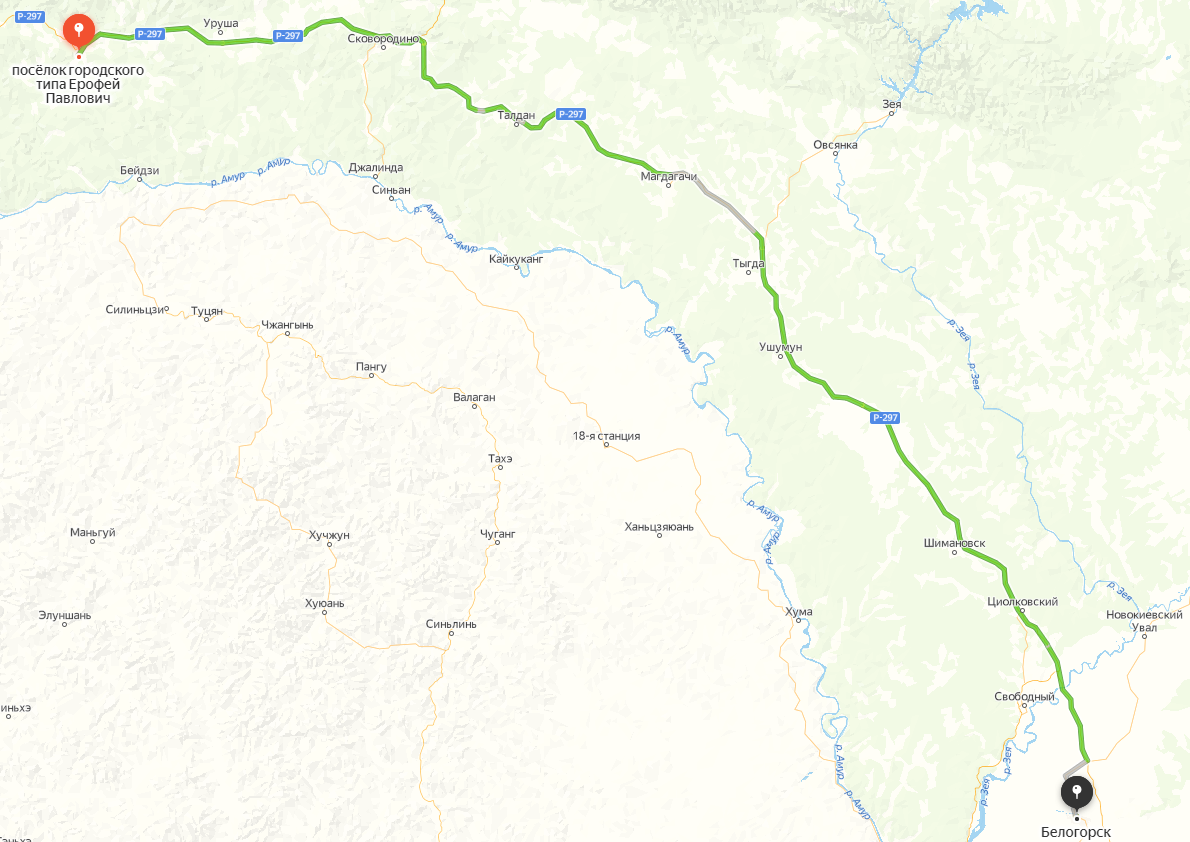 Р-297
Уруша
Р-297
Р-297
Сковородино
посёлок городского
типа Ерофей
Павлович
Зея
Талдан
Р-297
Овсянка
Бейдзи
р. Амур
р. Амур
Джалинда
Магдагачи
Синьан
р. Амур
р. Амур
Кайкуканг
Тыгда
Силиньцзи
Туцян
Чжангынь
р. Амур
р. Зея
Ушумун
Пангу
р. Зея
Валаган
Р-297
18-я станция
Тахэ
р. Амур
Маньгуй
Хучжун
Чуганг
Ханьцзяюань
р. Амур
Шимановск
р. Зея
Хуюань
Циолковский
Элуншань
Синьлинь
Хума
Новокиевский
Увал
Свободный
иньхэ
р. Амур
р. Зея
р. Зея
р. Амур
Белогорск